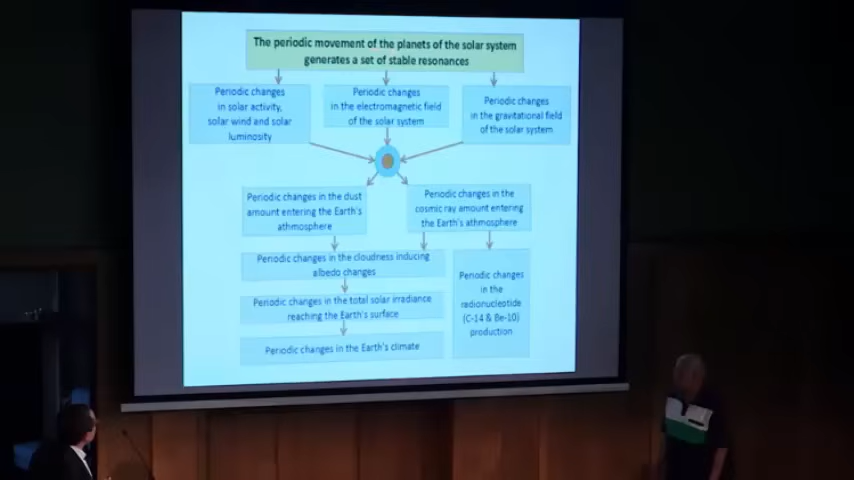 The periodic movement of the planets of the solar system
generates a set of stable resonances
Periodic changes
in solar activity,
solar wind and solar
luminosity
Periodic changes
in the electromagnetic field
of the solar system
Periodic changes
in the gravitational field
of the solar system
Periodic changes in the dust
amount entering the Earth's
athmosphere
Periodic changes in the
cosmic ray amount entering
the Earth's athmosphere
Periodic changes in the cloudness inducing
albedo changes
Periodic changes in the total solar irradiance
reaching the Earth's surface
Periodic changes in the Earth's climate
Periodic changes
in the
radionucleotide
(C-14 & Be-10)
production